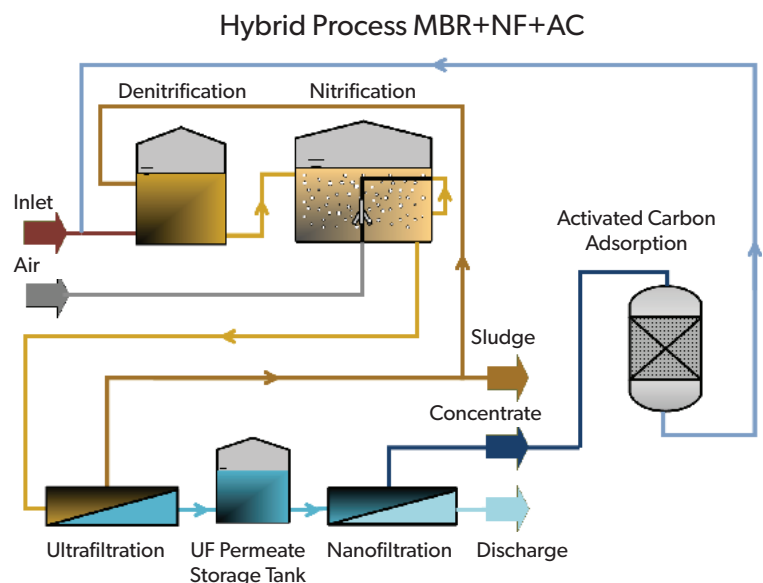 Hybrid Process MBR+NF+AC
Denitrification
Nitrification
Inlet
Air
Activated Carbon
Adsorption
Sludge
Concentrate
Ultrafiltration
UF Permeate
Storage Tank
Nanofiltration
Discharge